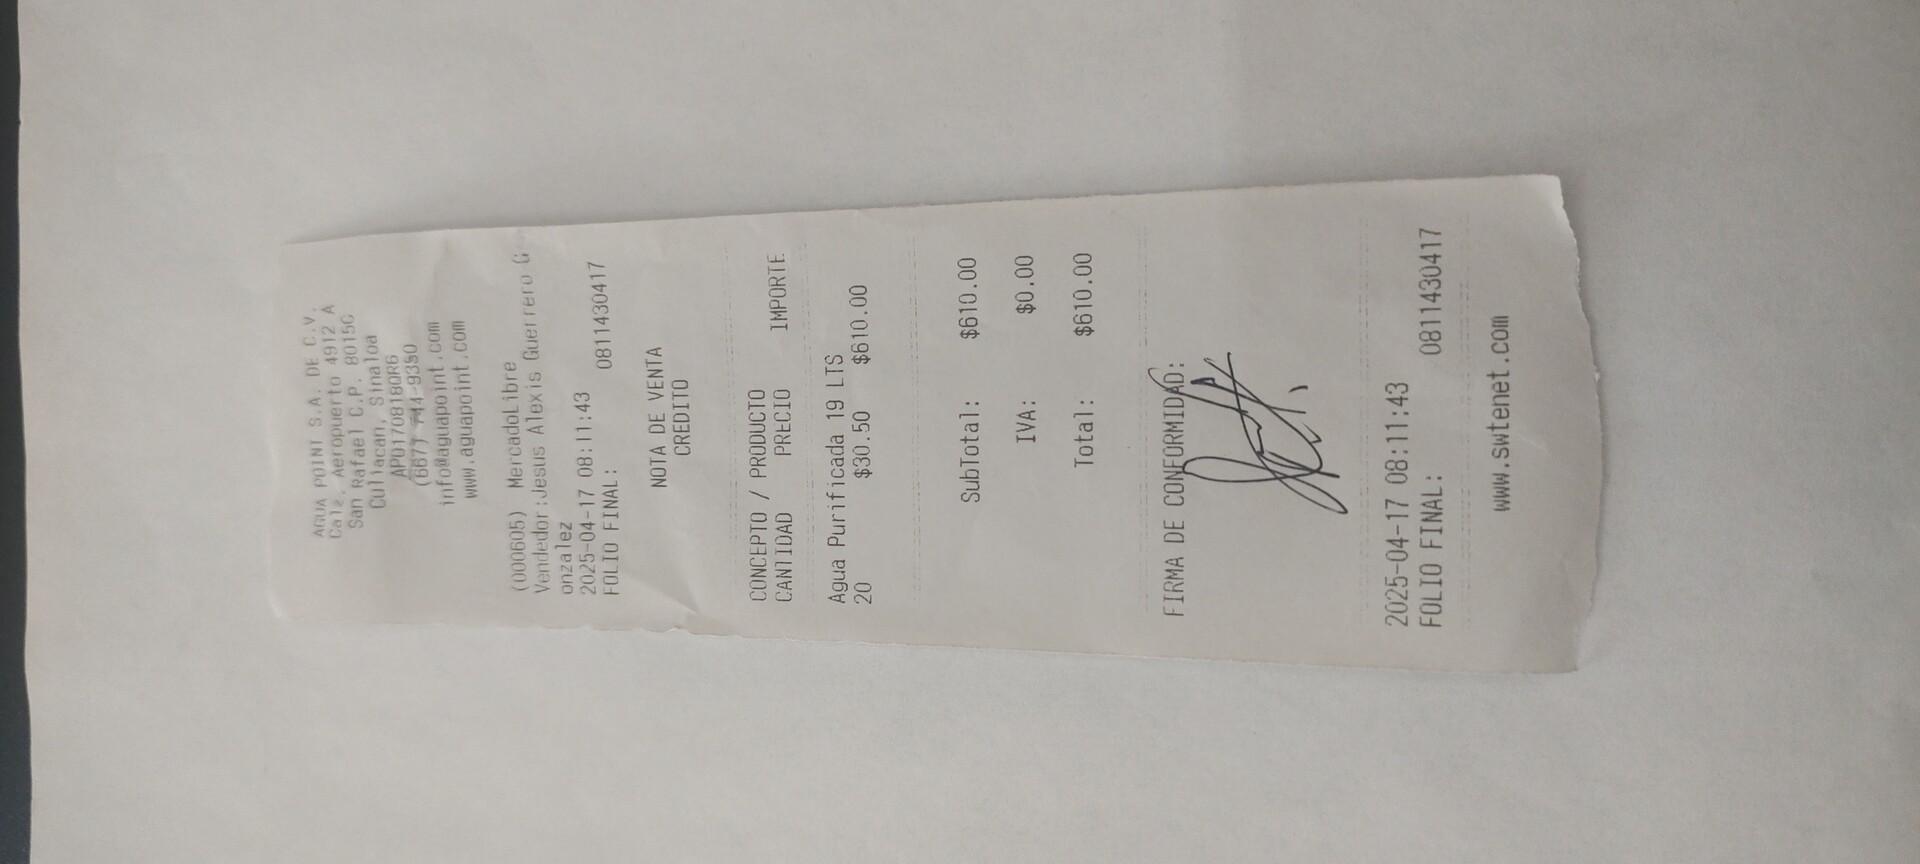 AGUA POINT S.A. DE C.V.
Calz. Aeropuerto 4912 A
San Rafael C.P. 80150
Culiacan, Sinaloa
APO170818QR6
(667) 744-9350
info@aguapoint.com
www.aguapoint.com
(000605) MercadoLibre
Vendedor:Jesus Alexis Guerrero G
onzalez
2025-04-17 08:11:43
FOLIO FINAL: 0811430417
NOTA DE VENTA
CREDITO
CONCEPTO / PRODUCTO
CANTIDAD PRECIO IMPORTE
Agua Purificada 19 LTS
20 $30.50 $610.00
SubTotal: $610.00
IVA: $0.00
Total: $610.00
FIRMA DE CONFORMIDAD:
2025-04-17 08:11:43
FOLIO FINAL: 0811430417
www.swtenet.com